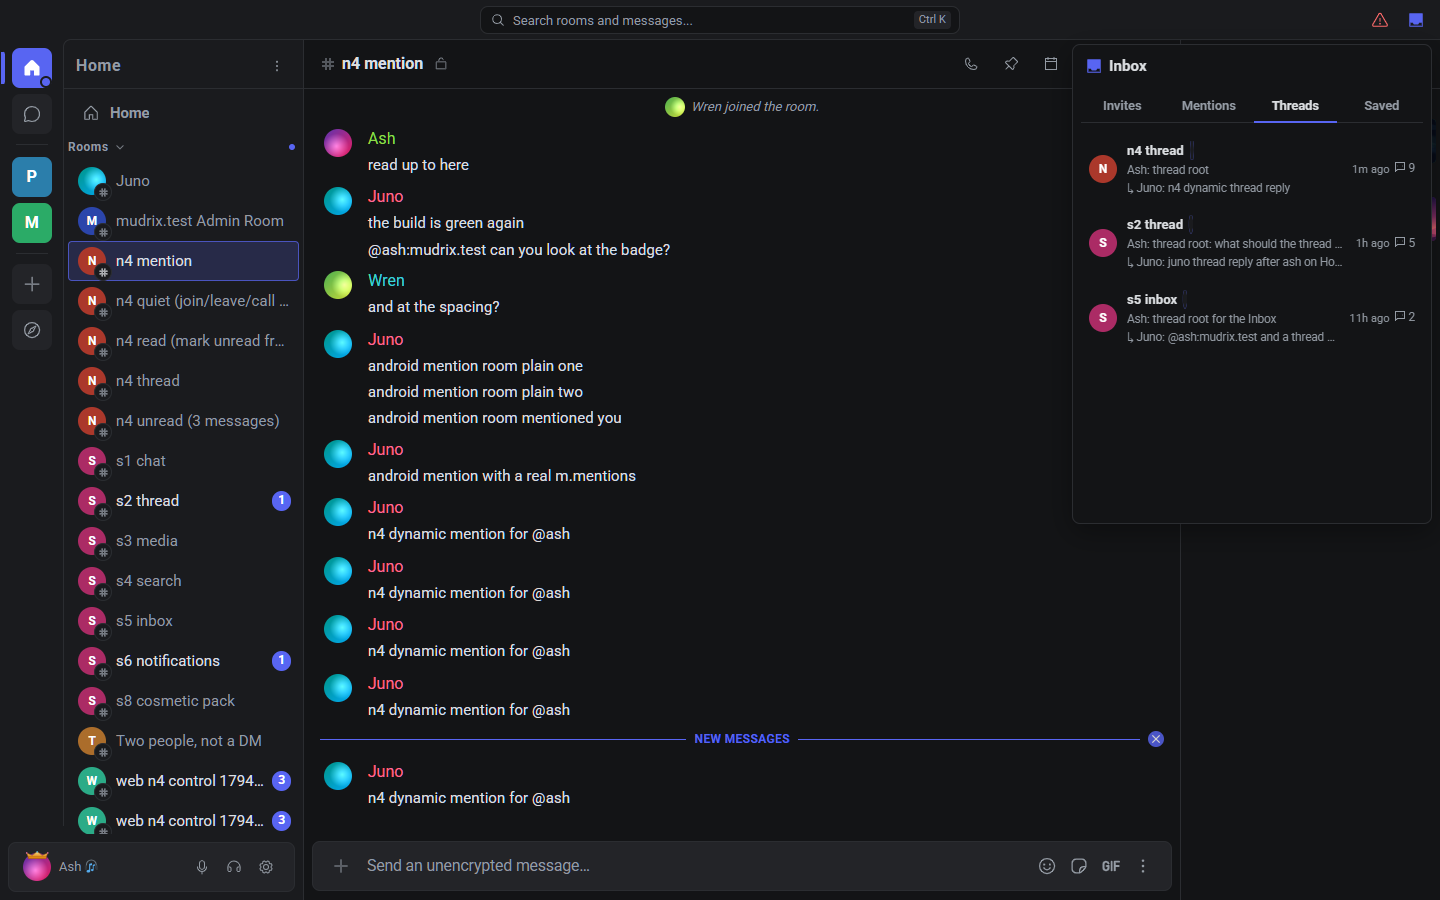 Search rooms and messages...
Ctrl K
Home
Home
Rooms
P
M
Juno
M
mudrix.test Admin Room
N
n4 mention
N
n4 quiet (join/leave/call ...
N
n4 read (mark unread fr...
N
n4 thread
N
n4 unread (3 messages)
S
s1 chat
S
s2 thread
1
S
s3 media
S
s4 search
S
s5 inbox
S
s6 notifications
1
S
s8 cosmetic pack
T
Two people, not a DM
W
web n4 control 1794...
3
W
web n4 control 1794...
3
Ash
# n4 mention
Wren joined the room.
Ash
read up to here
Juno
the build is green again
@ash:mudrix.test can you look at the badge?
Wren
and at the spacing?
Juno
android mention room plain one
android mention room plain two
android mention room mentioned you
Juno
android mention with a real m.mentions
Juno
n4 dynamic mention for @ash
Juno
n4 dynamic mention for @ash
Juno
n4 dynamic mention for @ash
Juno
n4 dynamic mention for @ash
NEW MESSAGES
Juno
n4 dynamic mention for @ash
Send an unencrypted message...
GIF
Inbox
Invites
Mentions
Threads
Saved
N
n4 thread
Ash: thread root
1m ago
9
↳ Juno: n4 dynamic thread reply
S
s2 thread
Ash: thread root: what should the thread ...
1h ago
5
↳ Juno: juno thread reply after ash on Ho...
S
s5 inbox
Ash: thread root for the Inbox
11h ago
2
↳ Juno: @ash:mudrix.test and a thread ...